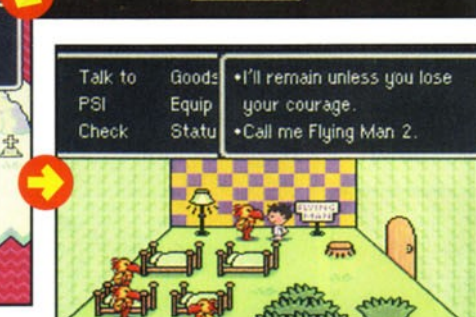 Talk to Goods
PSI Equip
Check Statu
•I'll remain unless you lose
your courage.
•Call me Flying Man 2.
FLYING
MAN